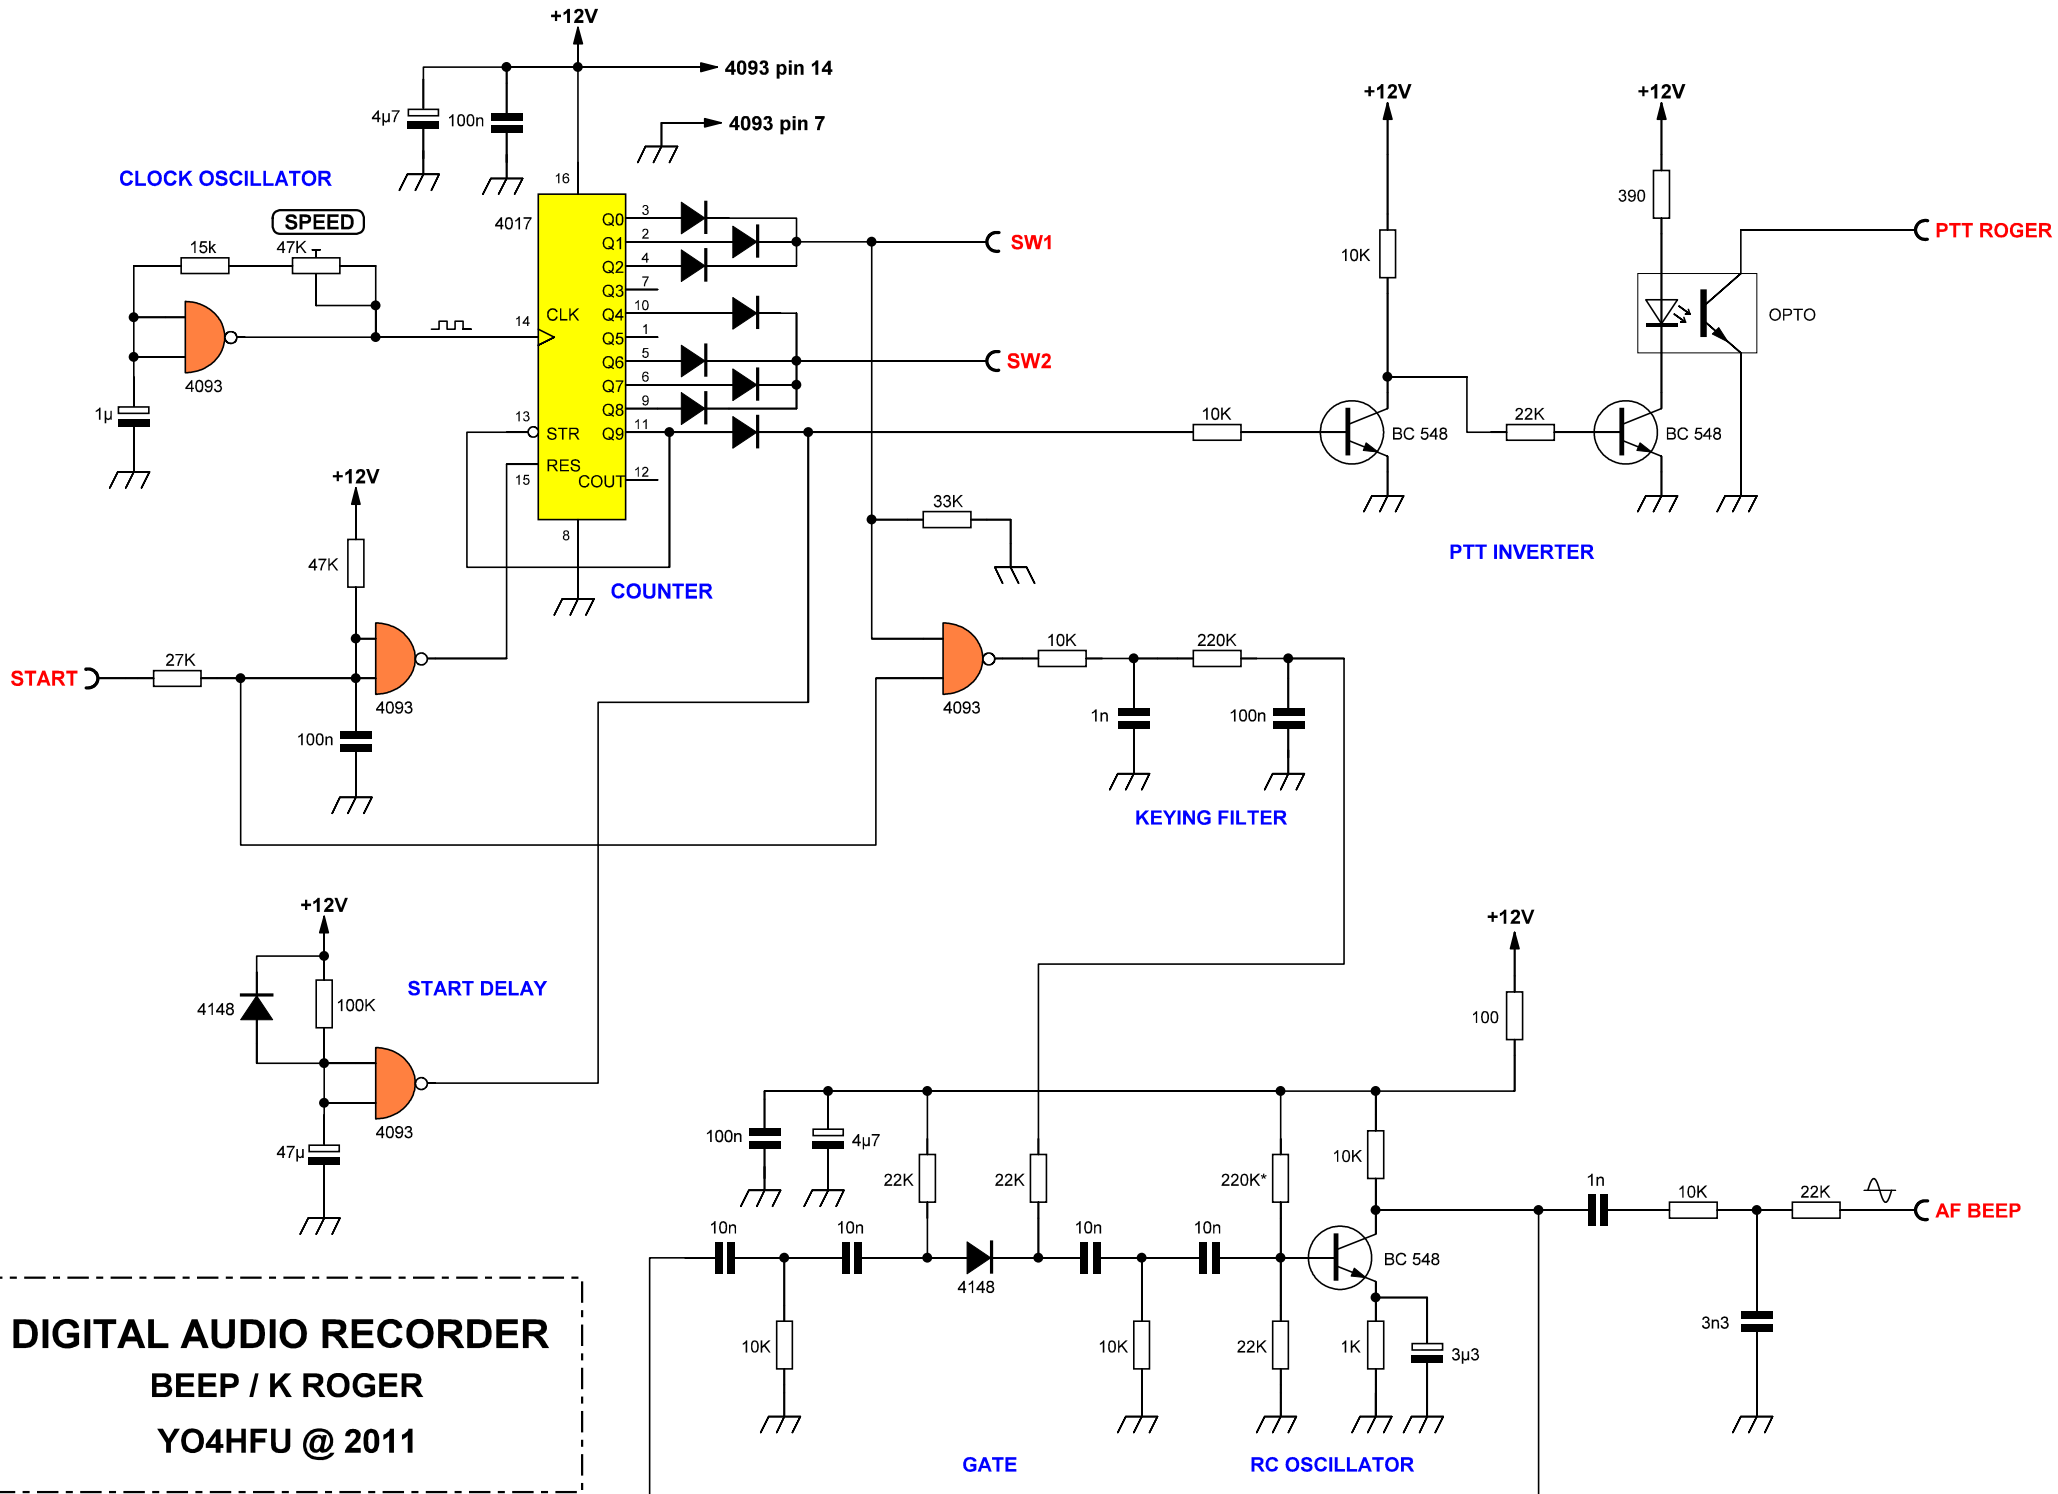 +12V
4093 pin 14
4µ7
100n
4093 pin 7
+12V
+12V
CLOCK OSCILLATOR
16
SPEED
4017
Q0
3
Q1
2
Q2
4
Q3
7
Q4
10
Q5
1
Q6
5
Q7
6
Q8
9
Q9
11
COUT
12
CLK
14
STR
13
RES
15
8
15k
47K
4093
1µ
SW1
SW2
390
PTT ROGER
10K
OPTO
10K
BC 548
22K
BC 548
PTT INVERTER
+12V
47K
33K
COUNTER
START
27K
4093
100n
4093
10K
220K
1n
100n
KEYING FILTER
+12V
START DELAY
4148
100K
4093
47µ
+12V
100
100n
4µ7
22K
22K
220K*
10K
10n
10n
4148
10n
10n
BC 548
1n
10K
22K
AF BEEP
10K
10K
22K
1K
3µ3
3n3
GATE
RC OSCILLATOR
DIGITAL AUDIO RECORDER
BEEP / K ROGER
YO4HFU @ 2011